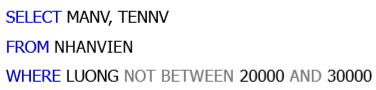 SELECT MANV, TENNV
FROM NHANVIEN
WHERE LUONG NOT BETWEEN 20000 AND 30000